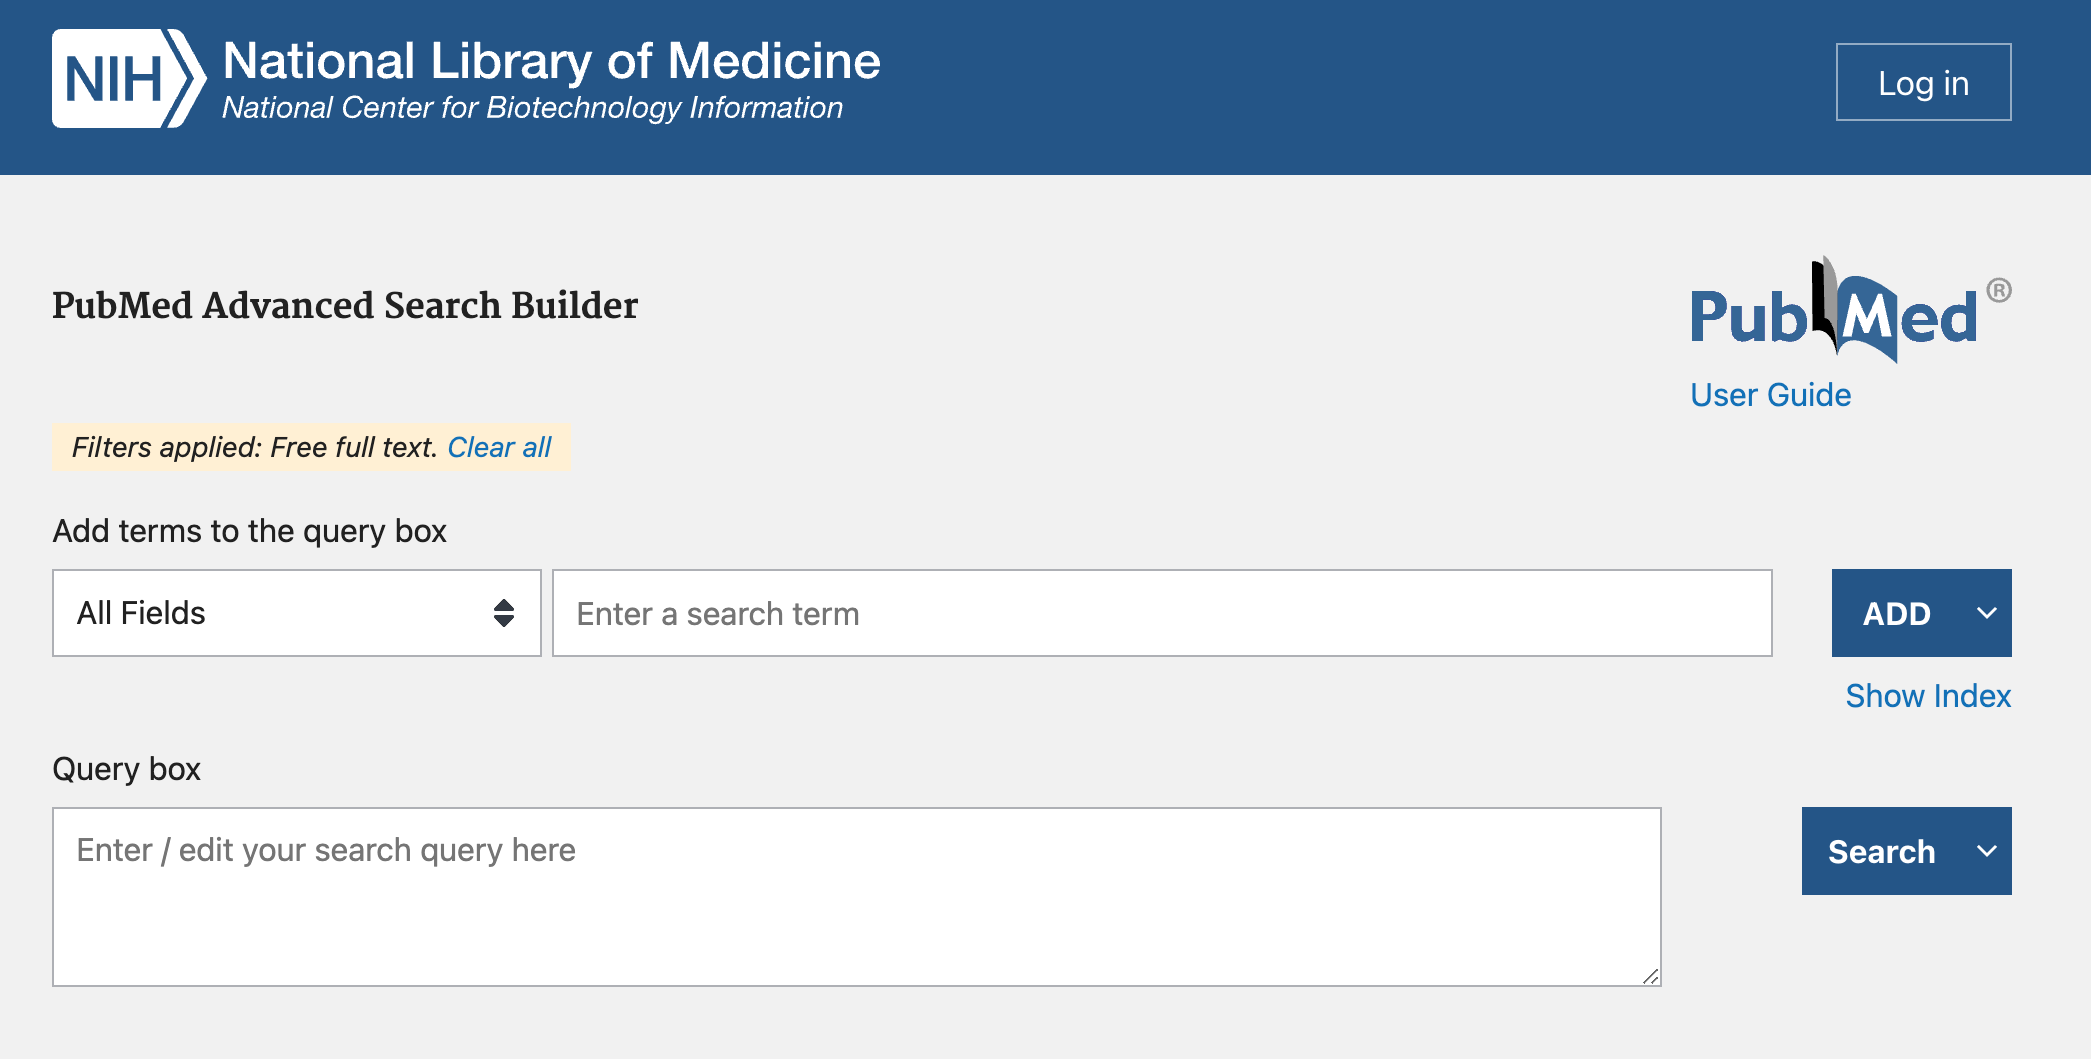 NIH National Library of Medicine
National Center for Biotechnology Information
Log in
PubMed Advanced Search Builder
PubMed®
User Guide
Filters applied: Free full text. Clear all
Add terms to the query box
All Fields
Enter a search term
ADD
Show Index
Query box
Enter / edit your search query here
Search